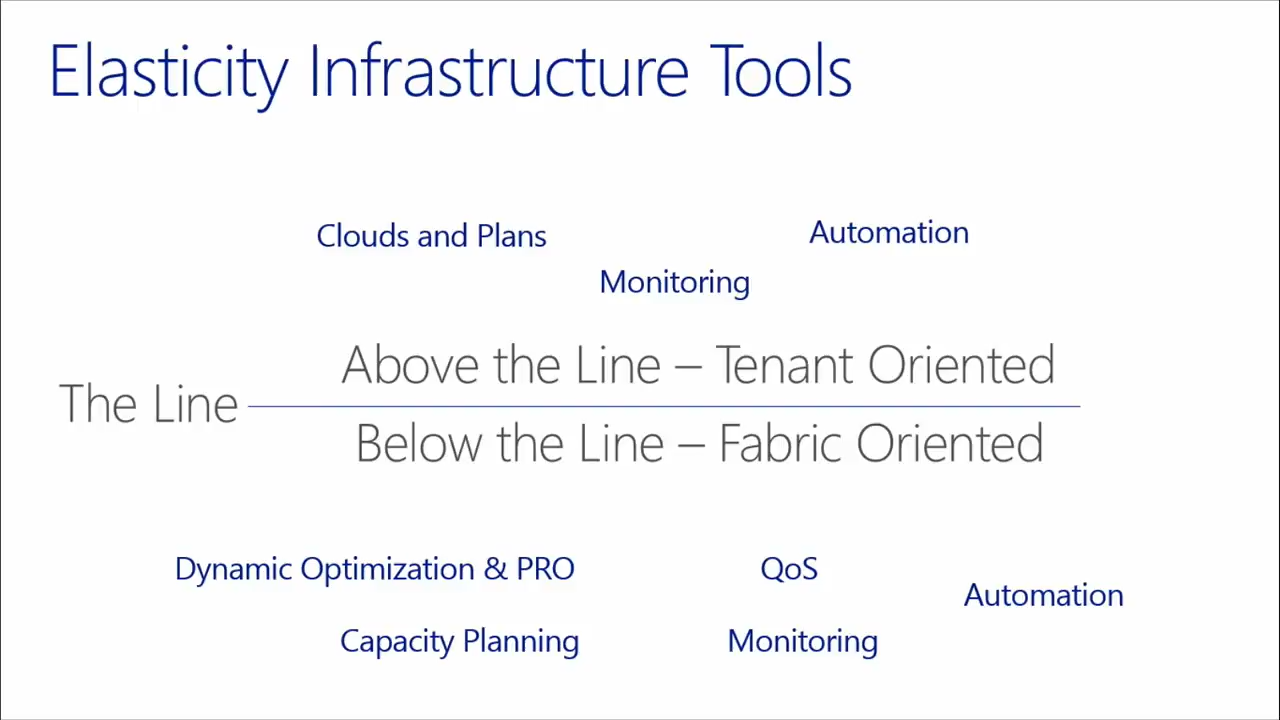 Elasticity Infrastructure Tools
Clouds and Plans
Automation
Monitoring
Above the Line – Tenant Oriented
The Line
Below the Line – Fabric Oriented
Dynamic Optimization & PRO
QoS
Automation
Capacity Planning
Monitoring